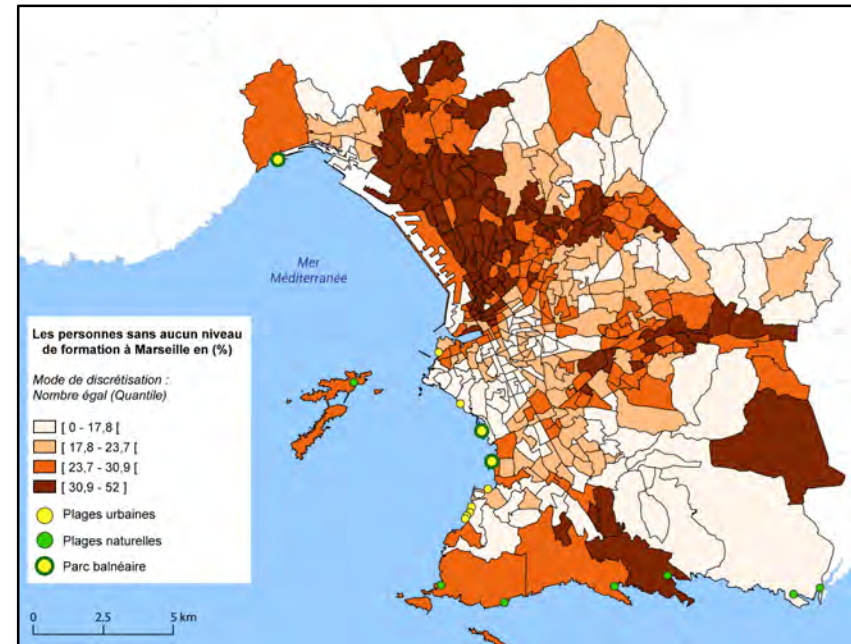 Mer
Méditerranée
Les personnes sans aucun niveau
de formation à Marseille en (%)
Mode de discrétisation :
Nombre égal (Quantile)
[ 0 - 17,8 [
[ 17,8 - 23,7 [
[ 23,7 - 30,9 [
[ 30,9 - 52 ]
Plages urbaines
Plages naturelles
Parc balnéaire
0 2.5 5 km